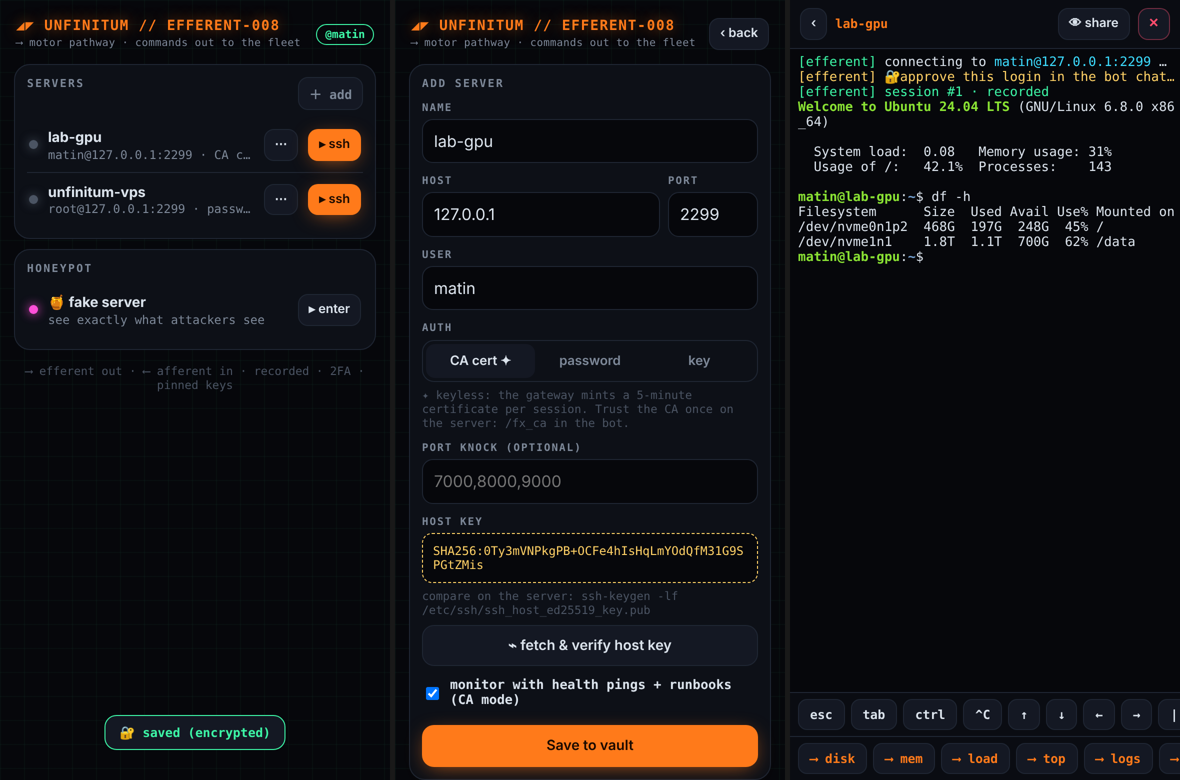 UNFINITUM // EFFERENT-008
→ motor pathway · commands out to the fleet
@matin
SERVERS
+ add
lab-gpu
matin@127.0.0.1:2299 · CA c…
···
▸ ssh
unfinitum-vps
root@127.0.0.1:2299 · passw…
···
▸ ssh
HONEYPOT
🍯 fake server
see exactly what attackers see
▸ enter
→ efferent out · ← afferent in · recorded · 2FA ·
pinned keys
🔐 saved (encrypted)
UNFINITUM // EFFERENT-008
→ motor pathway · commands out to the fleet
‹ back
ADD SERVER
NAME
lab-gpu
HOST
PORT
127.0.0.1
2299
USER
matin
AUTH
CA cert ✦
password
key
✦ keyless: the gateway mints a 5-minute
certificate per session. Trust the CA once on
the server: /fx_ca in the bot.
PORT KNOCK (OPTIONAL)
7000,8000,9000
HOST KEY
SHA256:0Ty3mVNPkgPB+OCFe4hIsHqLmYOdQfM31G9S
PGtZMis
compare on the server: ssh-keygen -lf
/etc/ssh/ssh_host_ed25519_key.pub
⌁ fetch & verify host key
monitor with health pings + runbooks
(CA mode)
Save to vault
‹
lab-gpu
👁 share
✕
[efferent] connecting to matin@127.0.0.1:2299 …
[efferent] 🔐approve this login in the bot chat…
[efferent] session #1 · recorded
Welcome to Ubuntu 24.04 LTS (GNU/Linux 6.8.0 x86
_64)
System load:  0.08   Memory usage: 31%
Usage of /:   42.1%  Processes:    143
matin@lab-gpu:~$ df -h
Filesystem      Size  Used Avail Use% Mounted on
/dev/nvme0n1p2  468G  197G  248G  45% /
/dev/nvme1n1    1.8T  1.1T  700G  62% /data
matin@lab-gpu:~$
esc
tab
ctrl
^C
↑
↓
←
→
|
→ disk
→ mem
→ load
→ top
→ logs
→